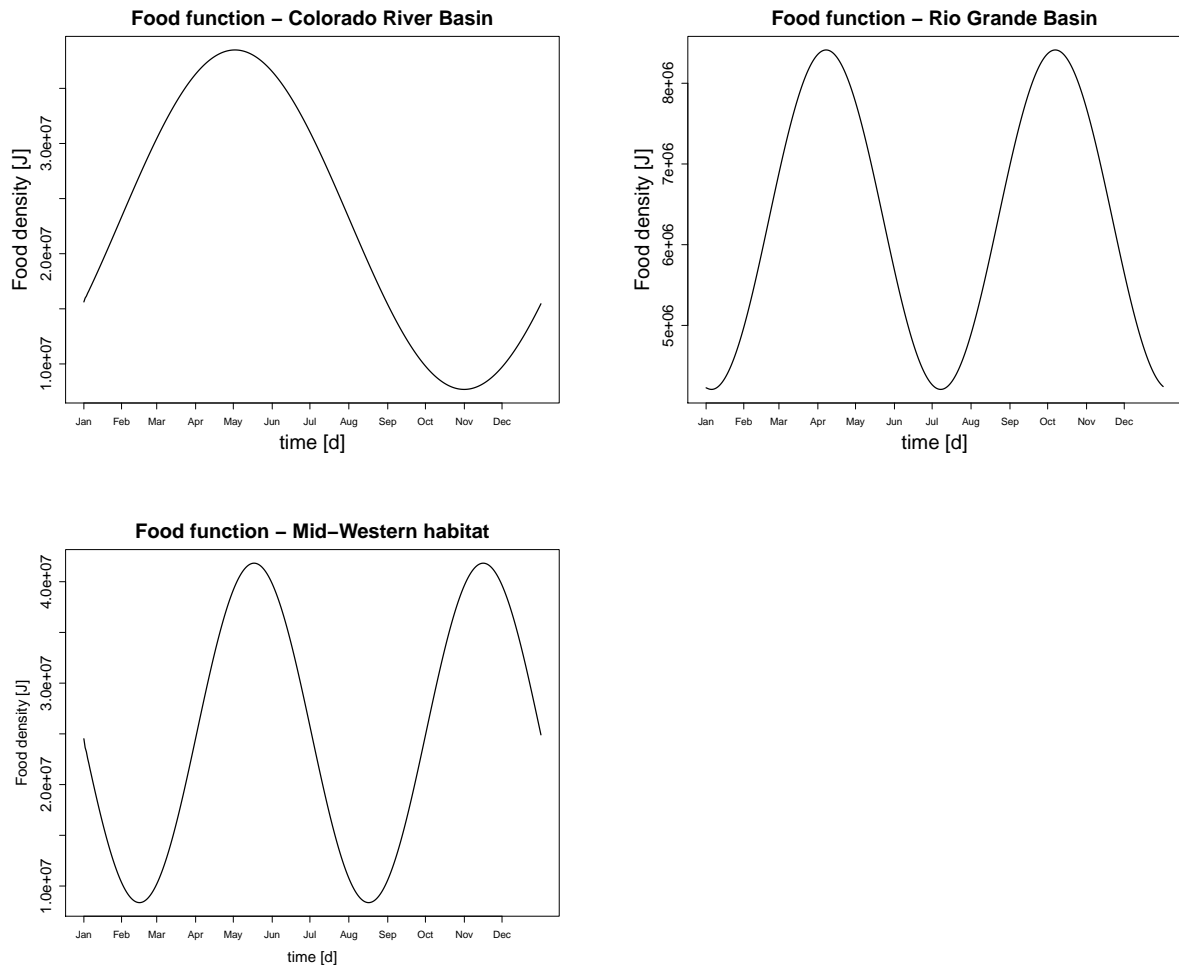 Food function – Colorado River Basin
Food density [J]
3.0e+07
2.0e+07
1.0e+07
Jan Feb Mar Apr May Jun Jul Aug Sep Oct Nov Dec
time [d]
Food function – Rio Grande Basin
Food density [J]
8e+06
7e+06
6e+06
5e+06
Jan Feb Mar Apr May Jun Jul Aug Sep Oct Nov Dec
time [d]
Food function – Mid–Western habitat
Food density [J]
4.0e+07
3.0e+07
2.0e+07
1.0e+07
Jan Feb Mar Apr May Jun Jul Aug Sep Oct Nov Dec
time [d]